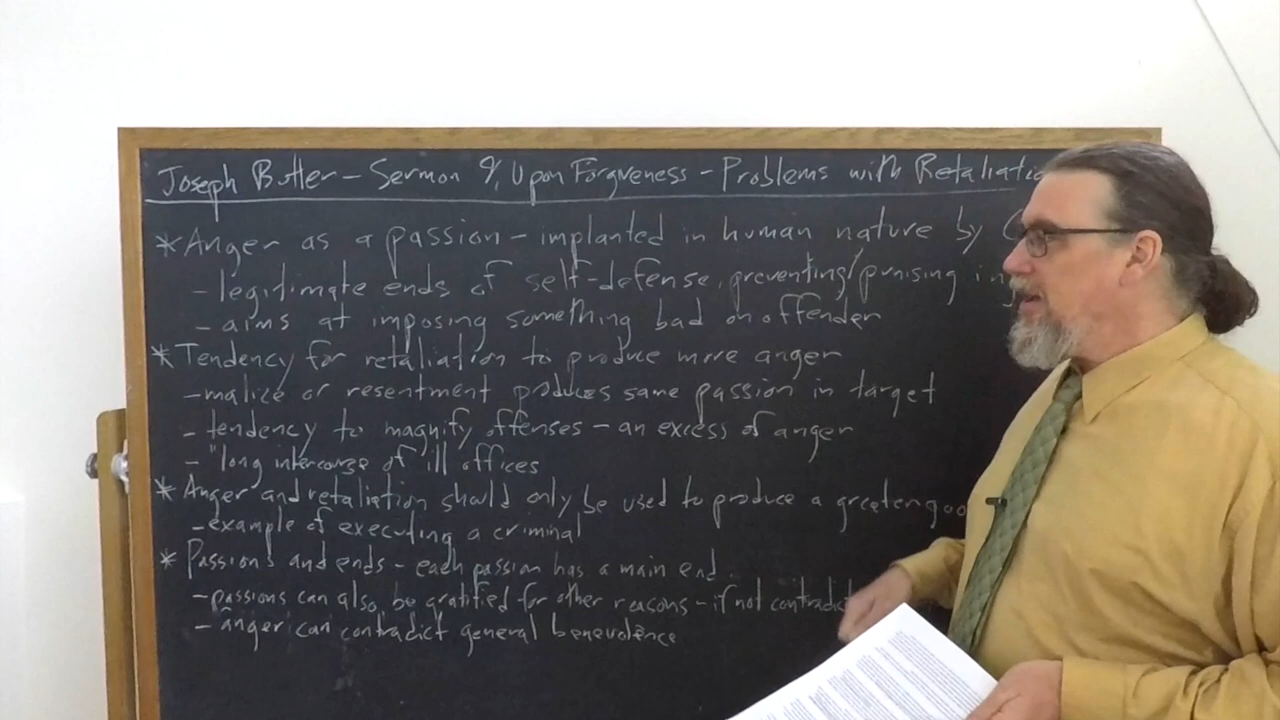 Joseph Butler - Sermon 9, Upon Forgiveness - Problems with Retaliatio
* Anger as a passion - implanted in human nature by G
- legitimate ends of self-defense, preventing/punising inj
- aims at imposing something bad on offender
* Tendency for retaliation to produce more anger
- malice or resentment produces same passion in target
- tendency to magnify offenses - an excess of anger
- "long intercourse of ill offices
* Anger and retaliation should only be used to produce a greater goo
- example of executing a criminal
* Passions and ends - each passion has a main end
- passions can also be gratified for other reasons - if not contradict
- anger can contradict general benevolence